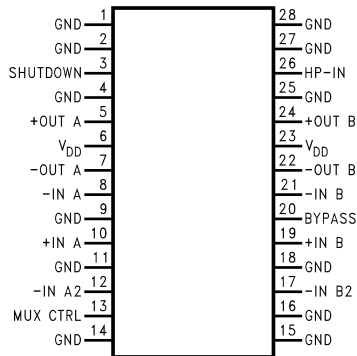 GND 1 28 GND
GND 2 27 GND
SHUTDOWN 3 26 HP-IN
GND 4 25 GND
+OUT A 5 24 +OUT B
VDD 6 23 VDD
-OUT A 7 22 -OUT B
-IN A 8 21 -IN B
GND 9 20 BYPASS
+IN A 10 19 +IN B
GND 11 18 GND
-IN A2 12 17 -IN B2
MUX CTRL 13 16 GND
GND 14 15 GND